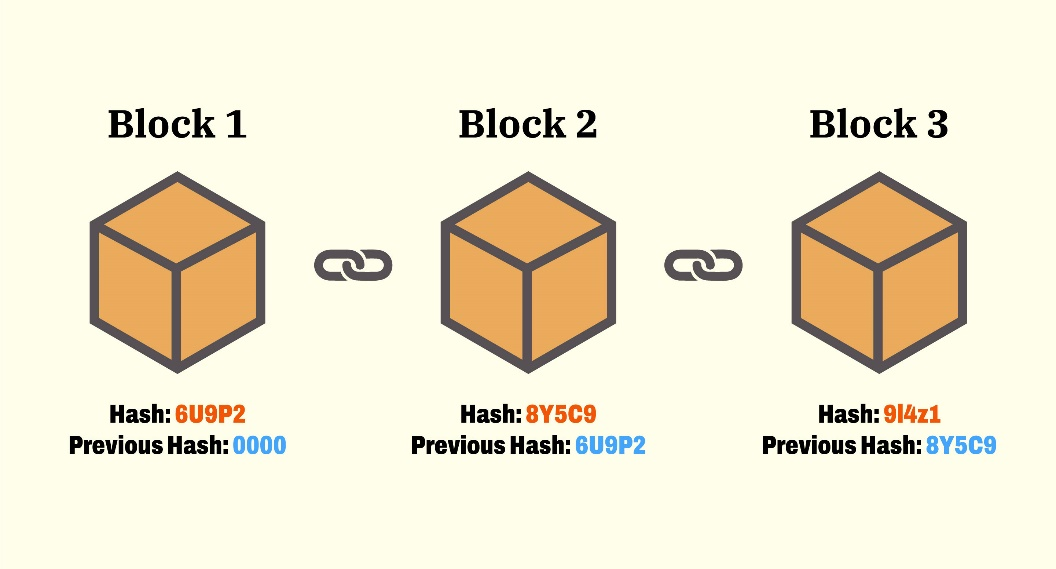 Block 1
Block 2
Block 3
Hash: 6U9P2
Previous Hash: 0000
Hash: 8Y5C9
Previous Hash: 6U9P2
Hash: 9l4z1
Previous Hash: 8Y5C9